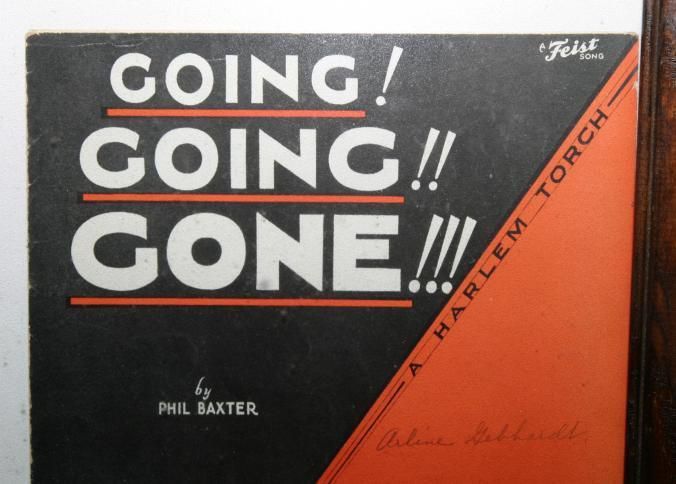 A Feist SONG
GOING!
GOING!!
GONE!!!
A HARLEM TORCH
by
PHIL BAXTER
Arline Gebhardt.